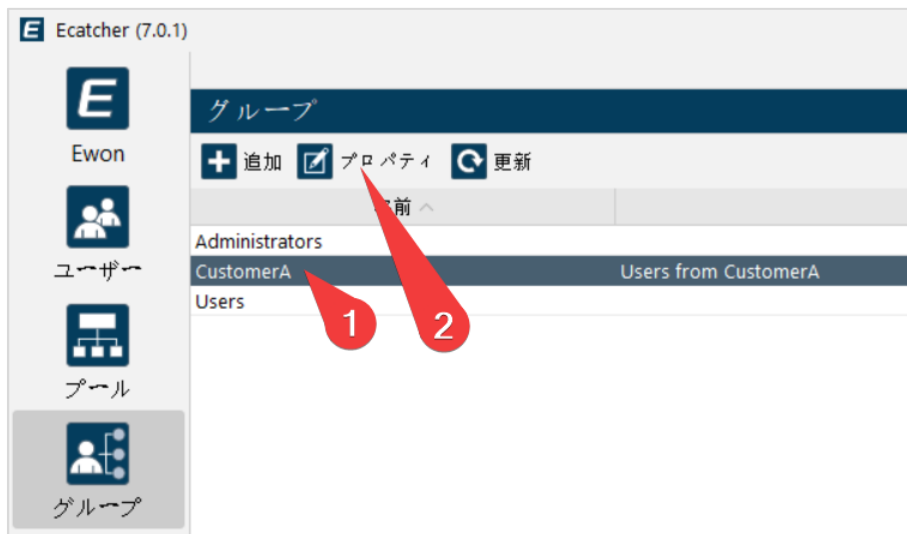 Ecatcher (7.0.1)
E
Ewon
ユーザー
プール
グループ
グループ
追加 プロパティ 更新
前
Administrators
CustomerA Users from CustomerA
Users
1
2